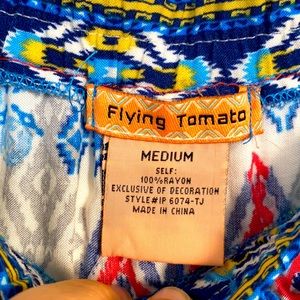 Flying Tomato
MEDIUM
SELF:
100%RAYON
EXCLUSIVE OF DECORATION
STYLE#IP 6074-TJ
MADE IN CHINA